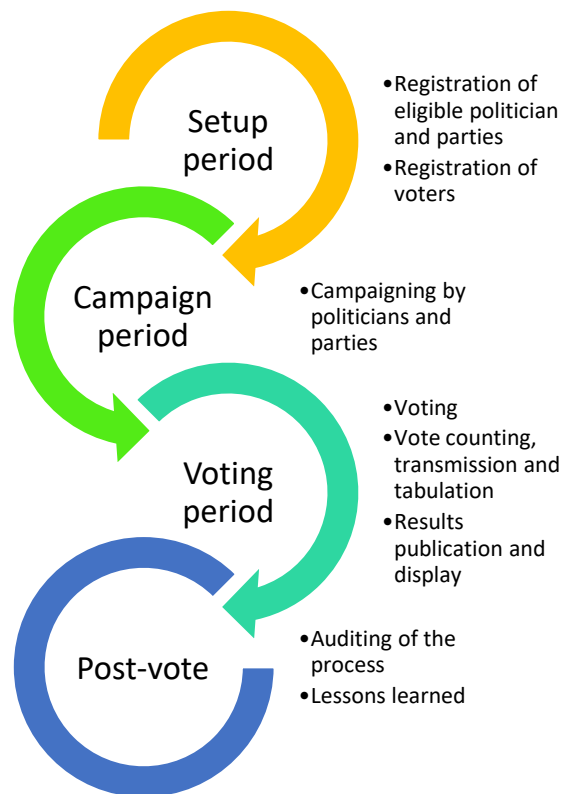 Setup
period
•Registration of
eligible politician
and parties
•Registration of
voters
Campaign
period
•Campaigning by
politicians and
parties
Voting
period
•Voting
•Vote counting,
transmission and
tabulation
•Results
publication and
display
Post-vote
•Auditing of the
process
•Lessons learned